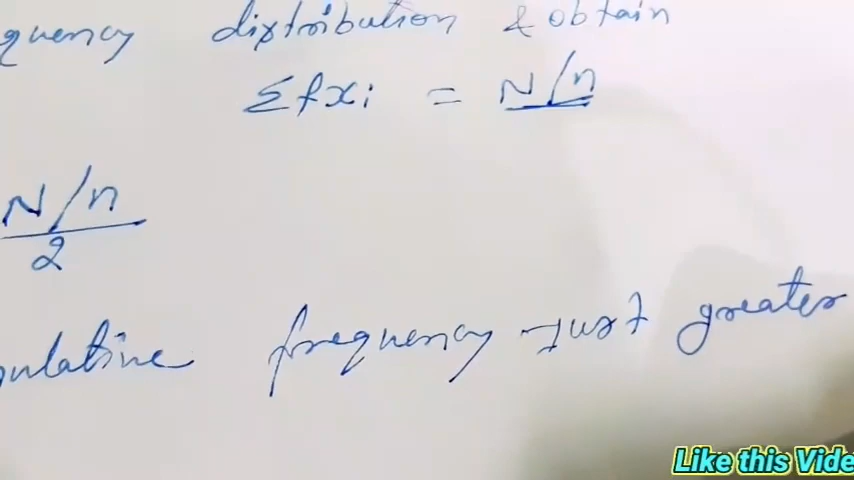 quency distribution & obtain
Σfxi = N/n
N/n
2
ulative frequency just greater
Like this Vide